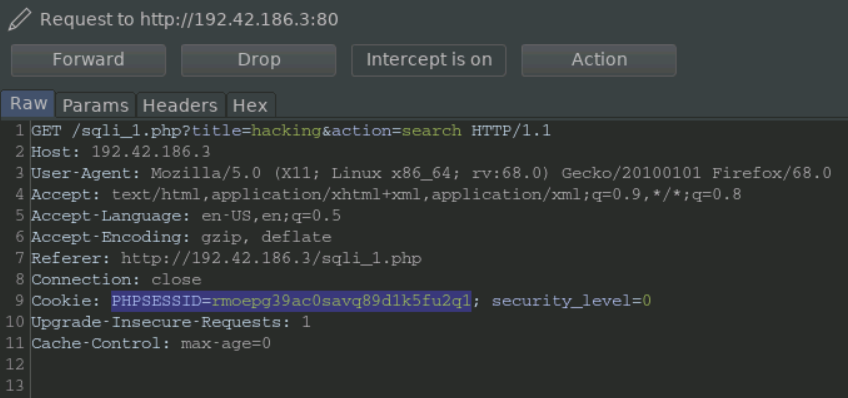 Request to http://192.42.186.3:80
Forward Drop Intercept is on Action
Raw Params Headers Hex
1 GET /sqli_1.php?title=hacking&action=search HTTP/1.1
2 Host: 192.42.186.3
3 User-Agent: Mozilla/5.0 (X11; Linux x86_64; rv:68.0) Gecko/20100101 Firefox/68.0
4 Accept: text/html,application/xhtml+xml,application/xml;q=0.9,*/*;q=0.8
5 Accept-Language: en-US,en;q=0.5
6 Accept-Encoding: gzip, deflate
7 Referer: http://192.42.186.3/sqli_1.php
8 Connection: close
9 Cookie: PHPSESSID=rmoepg39ac0savq89d1k5fu2q1; security_level=0
10 Upgrade-Insecure-Requests: 1
11 Cache-Control: max-age=0
12
13